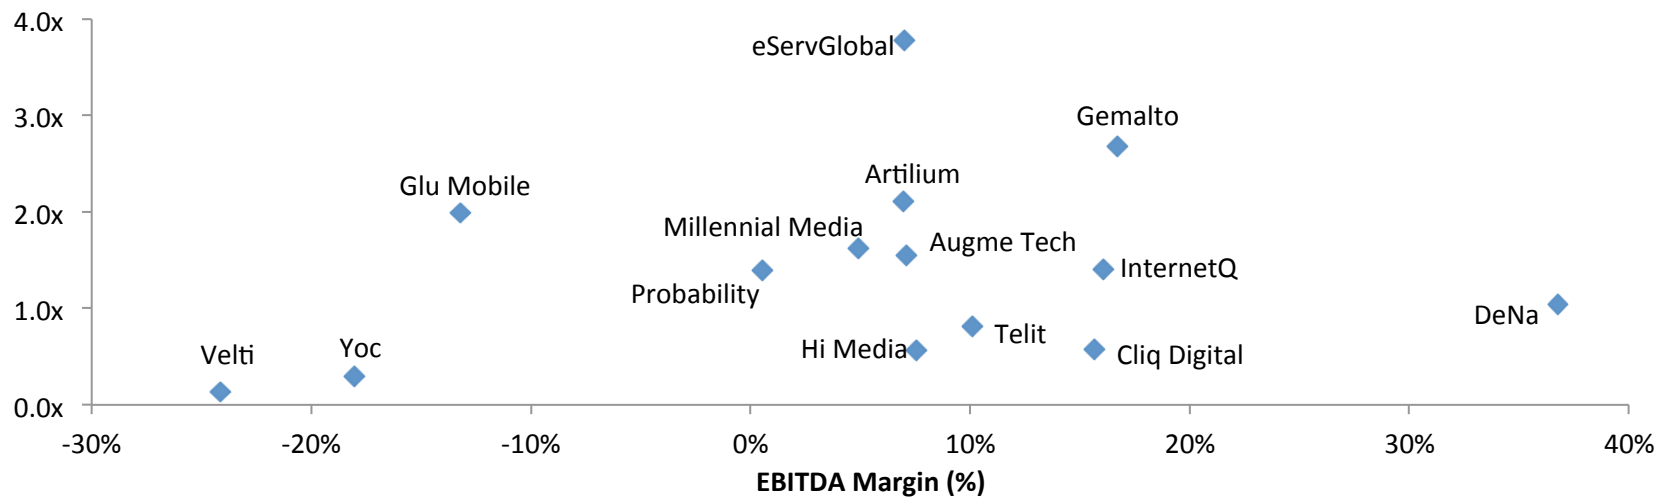 4.0x
eServGlobal
3.0x
Gemalto
Artilium
Glu Mobile
2.0x
Millennial Media
Augme Tech
InternetQ
Probability
1.0x
DeNa
Telit
Hi Media
Yoc
Velti
Cliq Digital
0.0x
-30% -20% -10% 0% 10% 20% 30% 40%
EBITDA Margin (%)